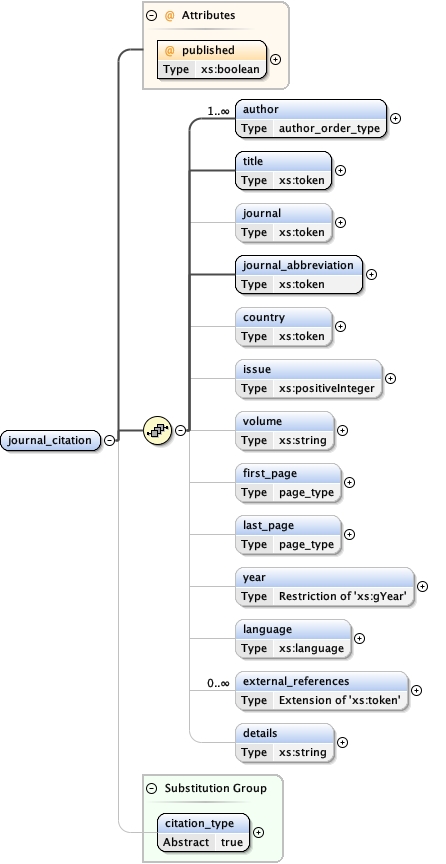 @ Attributes
@ published
Type xs:boolean
1..∞
author
Type author_order_type
title
Type xs:token
journal
Type xs:token
journal_abbreviation
Type xs:token
country
Type xs:token
issue
Type xs:positiveInteger
journal_citation
volume
Type xs:string
first_page
Type page_type
last_page
Type page_type
year
Type Restriction of 'xs:gYear'
language
Type xs:language
0..∞
external_references
Type Extension of 'xs:token'
details
Type xs:string
Substitution Group
citation_type
Abstract true